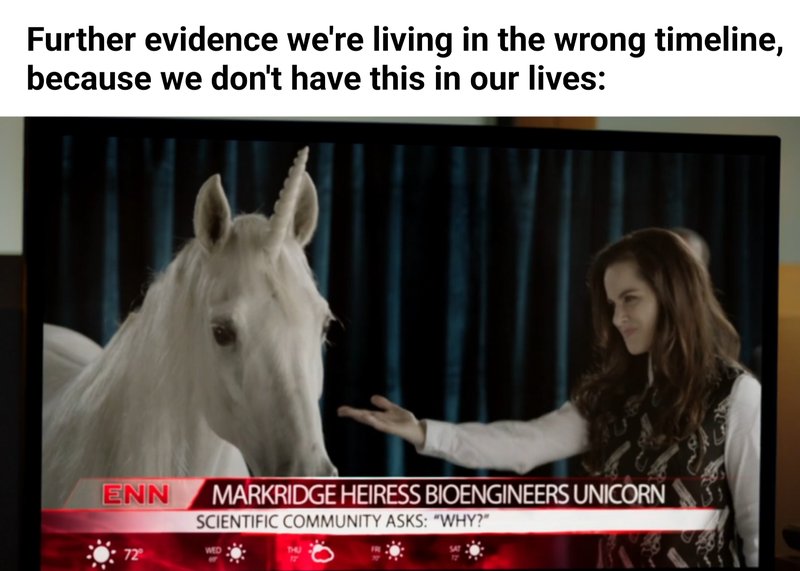 Further evidence we're living in the wrong timeline,
because we don't have this in our lives:
ENN MARKRIDGE HEIRESS BIOENGINEERS UNICORN
SCIENTIFIC COMMUNITY ASKS: "WHY?"
72° WED THU FRI SAT